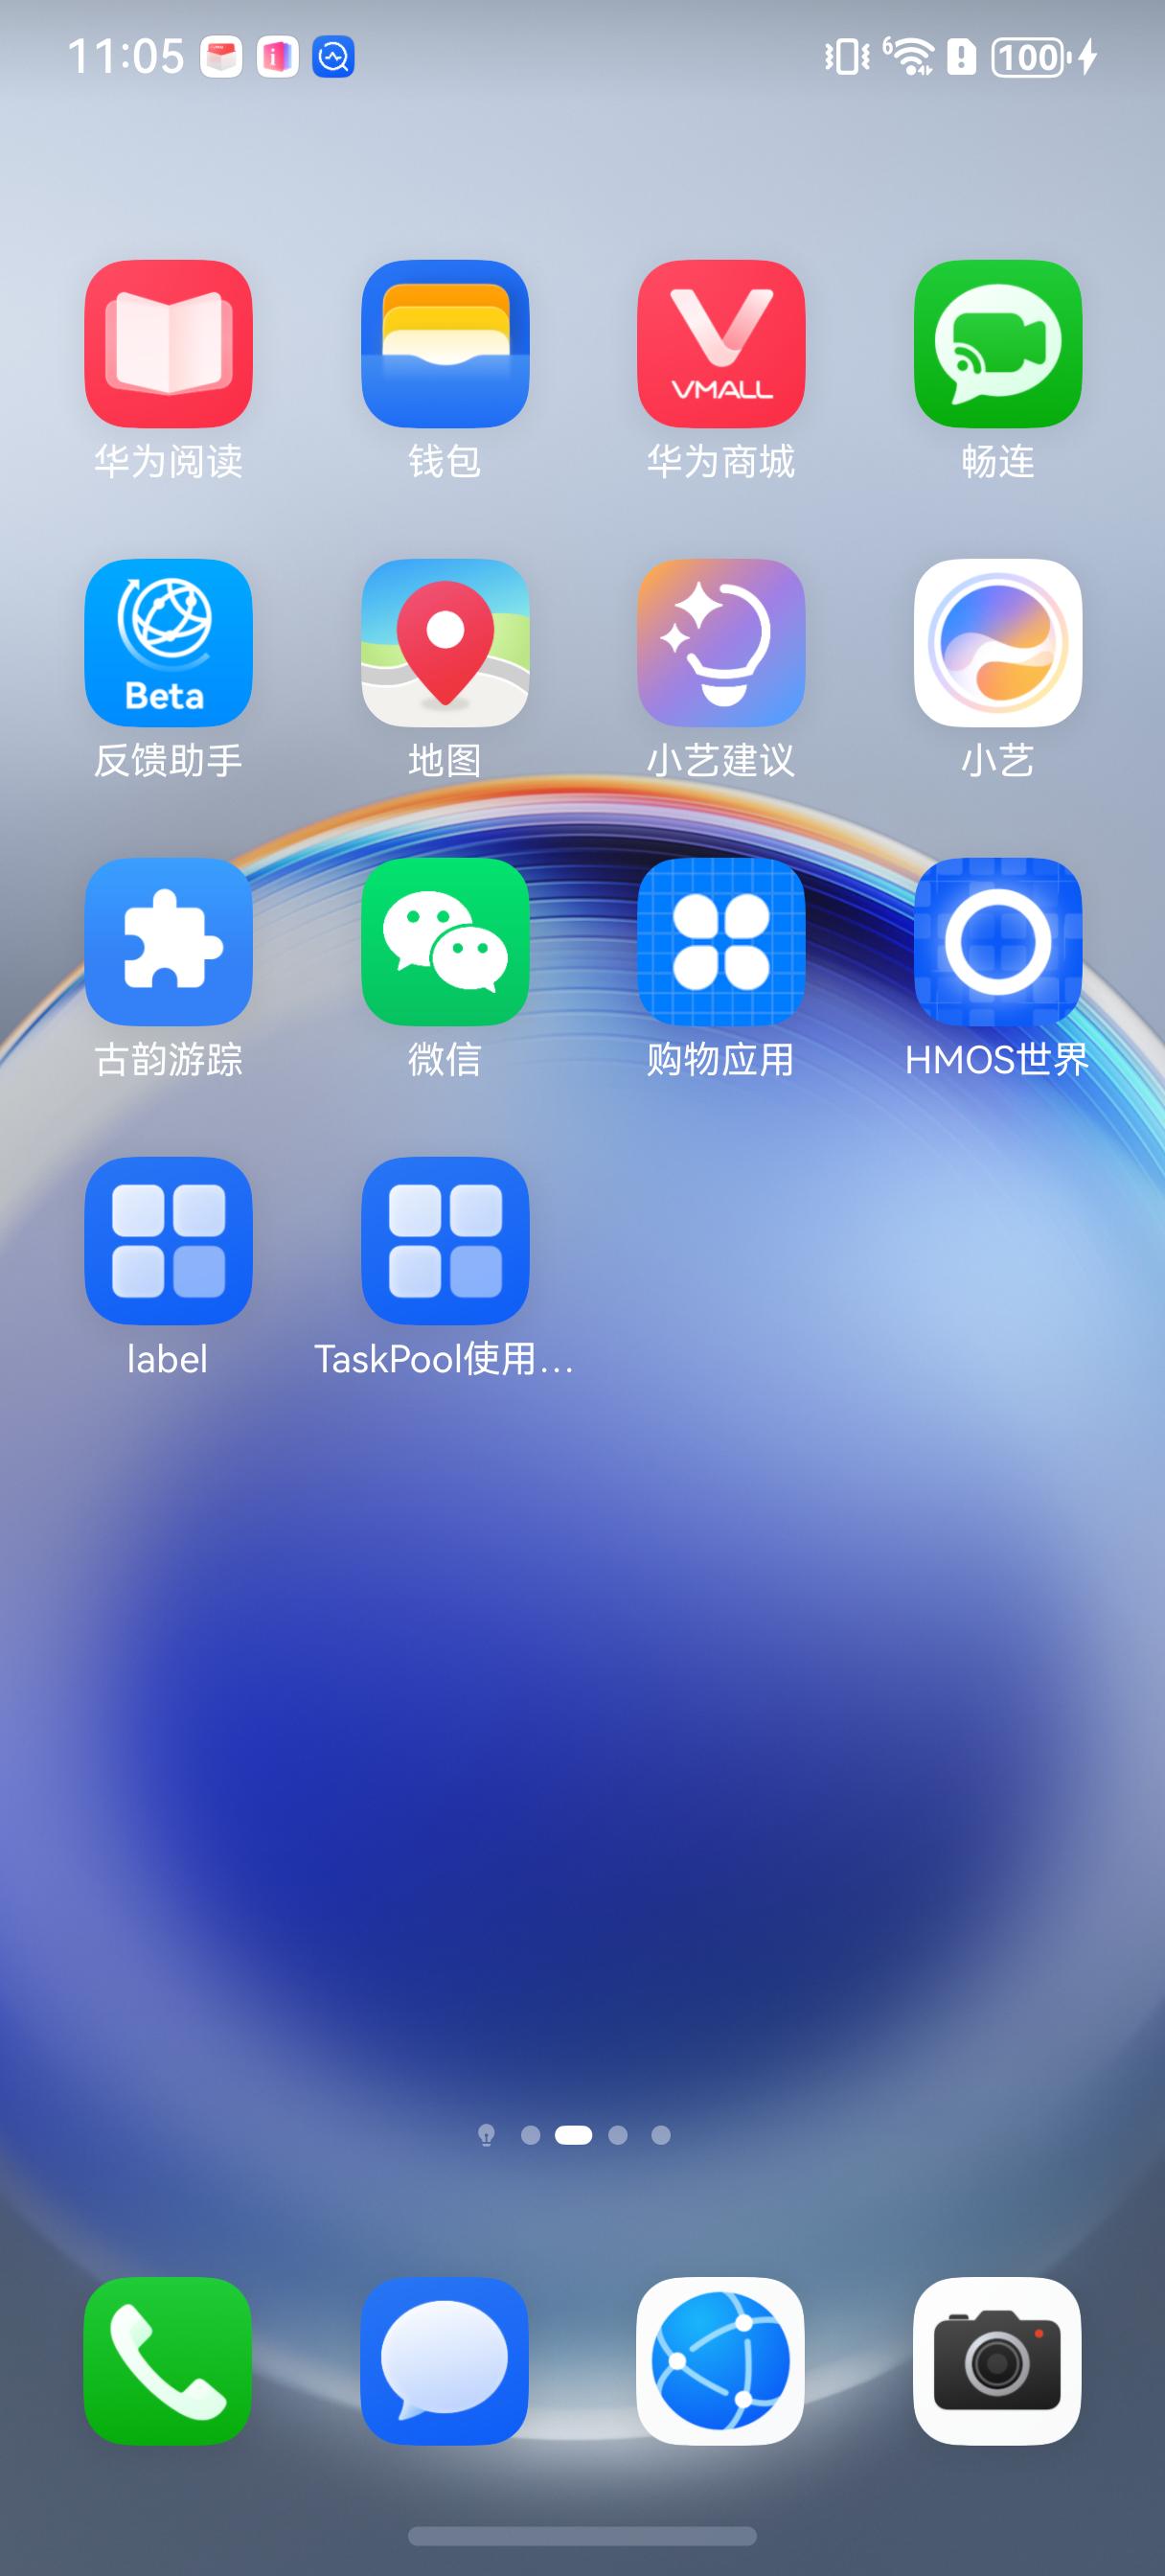 11:05
6
100
VMALL
华为阅读 钱包 华为商城 畅连
Beta
反馈助手 地图 小艺建议 小艺
古韵游踪 微信 购物应用 HMOS世界
label TaskPool使用...